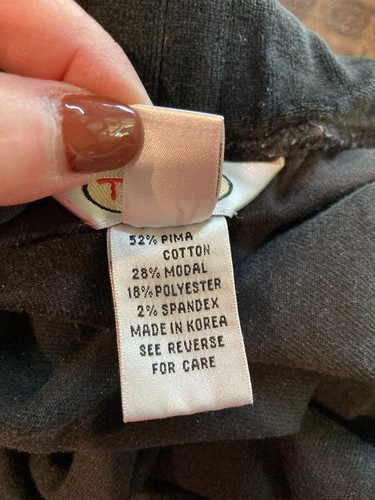 T
52% PIMA
COTTON
28% MODAL
18% POLYESTER
2% SPANDEX
MADE IN KOREA
SEE REVERSE
FOR CARE